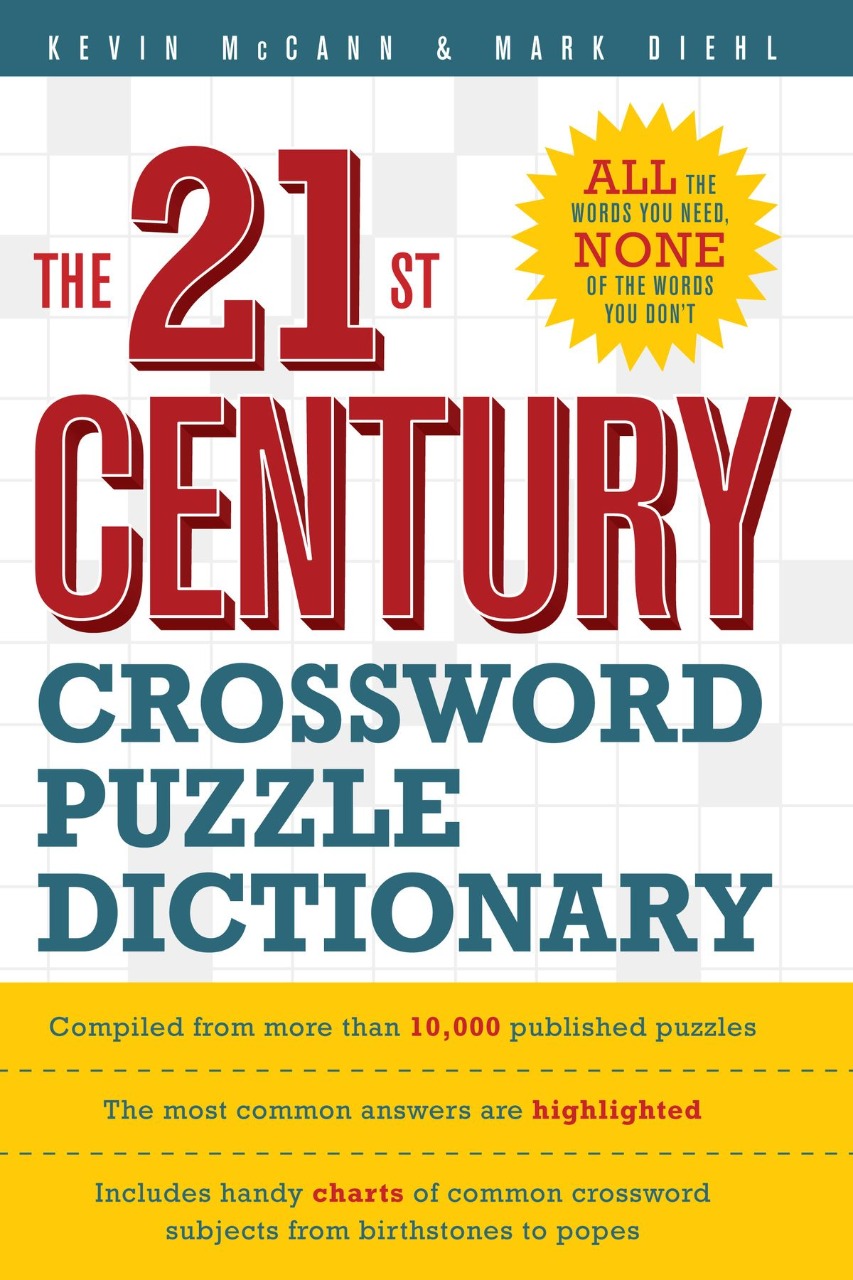 KEVIN McCANN & MARK DIEHL
ALL THE
WORDS YOU NEED,
NONE
OF THE WORDS
YOU DON'T
THE 21ST
CENTURY
CROSSWORD
PUZZLE
DICTIONARY
Compiled from more than 10,000 published puzzles
The most common answers are highlighted
Includes handy charts of common crossword
subjects from birthstones to popes